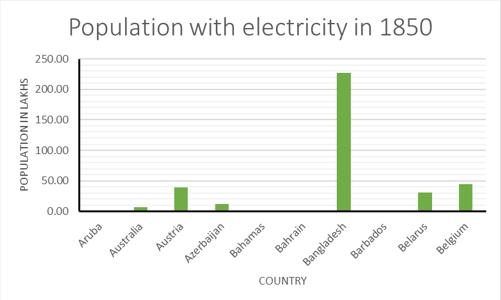 Population with electricity in 1850
POPULATION IN LAKHS
250.00
200.00
150.00
100.00
50.00
0.00
Aruba
Australia
Austria
Azerbaijan
Bahamas
Bahrain
Bangladesh
Barbados
Belarus
Belgium
COUNTRY